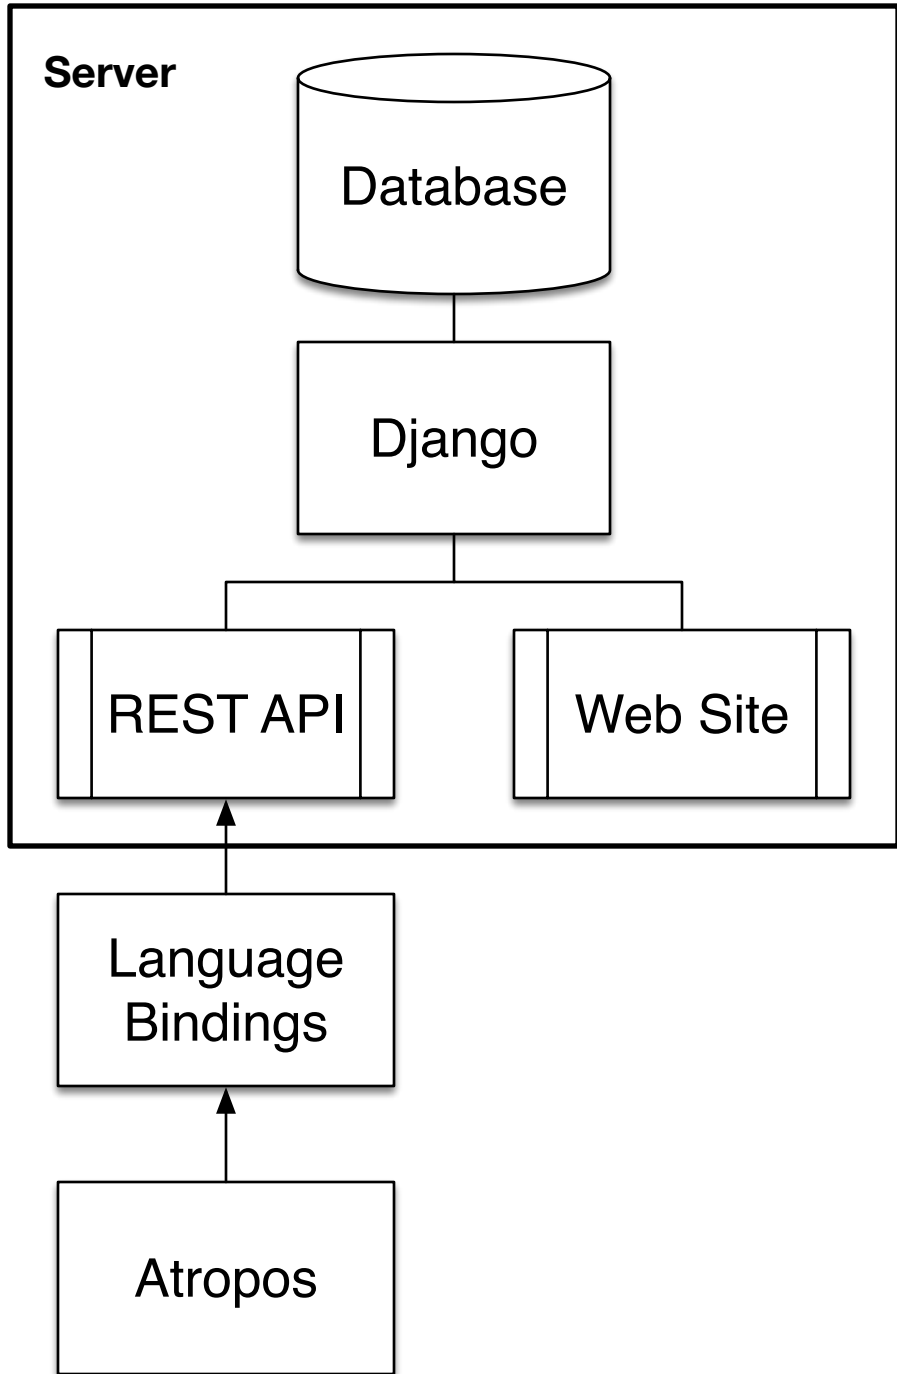 Server
Database
Django
REST API
Web Site
Language
Bindings
Atropos